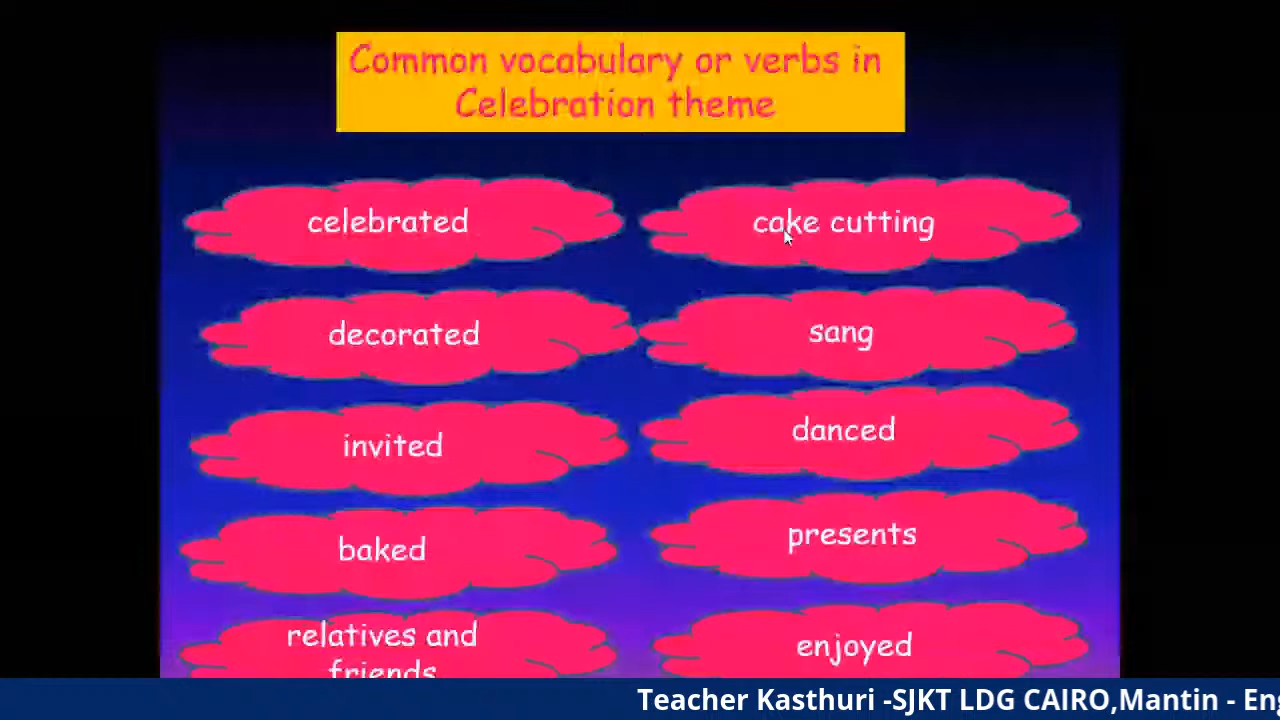 Common vocabulary or verbs in
Celebration theme
celebrated
cake cutting
decorated
sang
invited
danced
baked
presents
relatives and
friends
enjoyed
Teacher Kasthuri -SJKT LDG CAIRO,Mantin - Eng